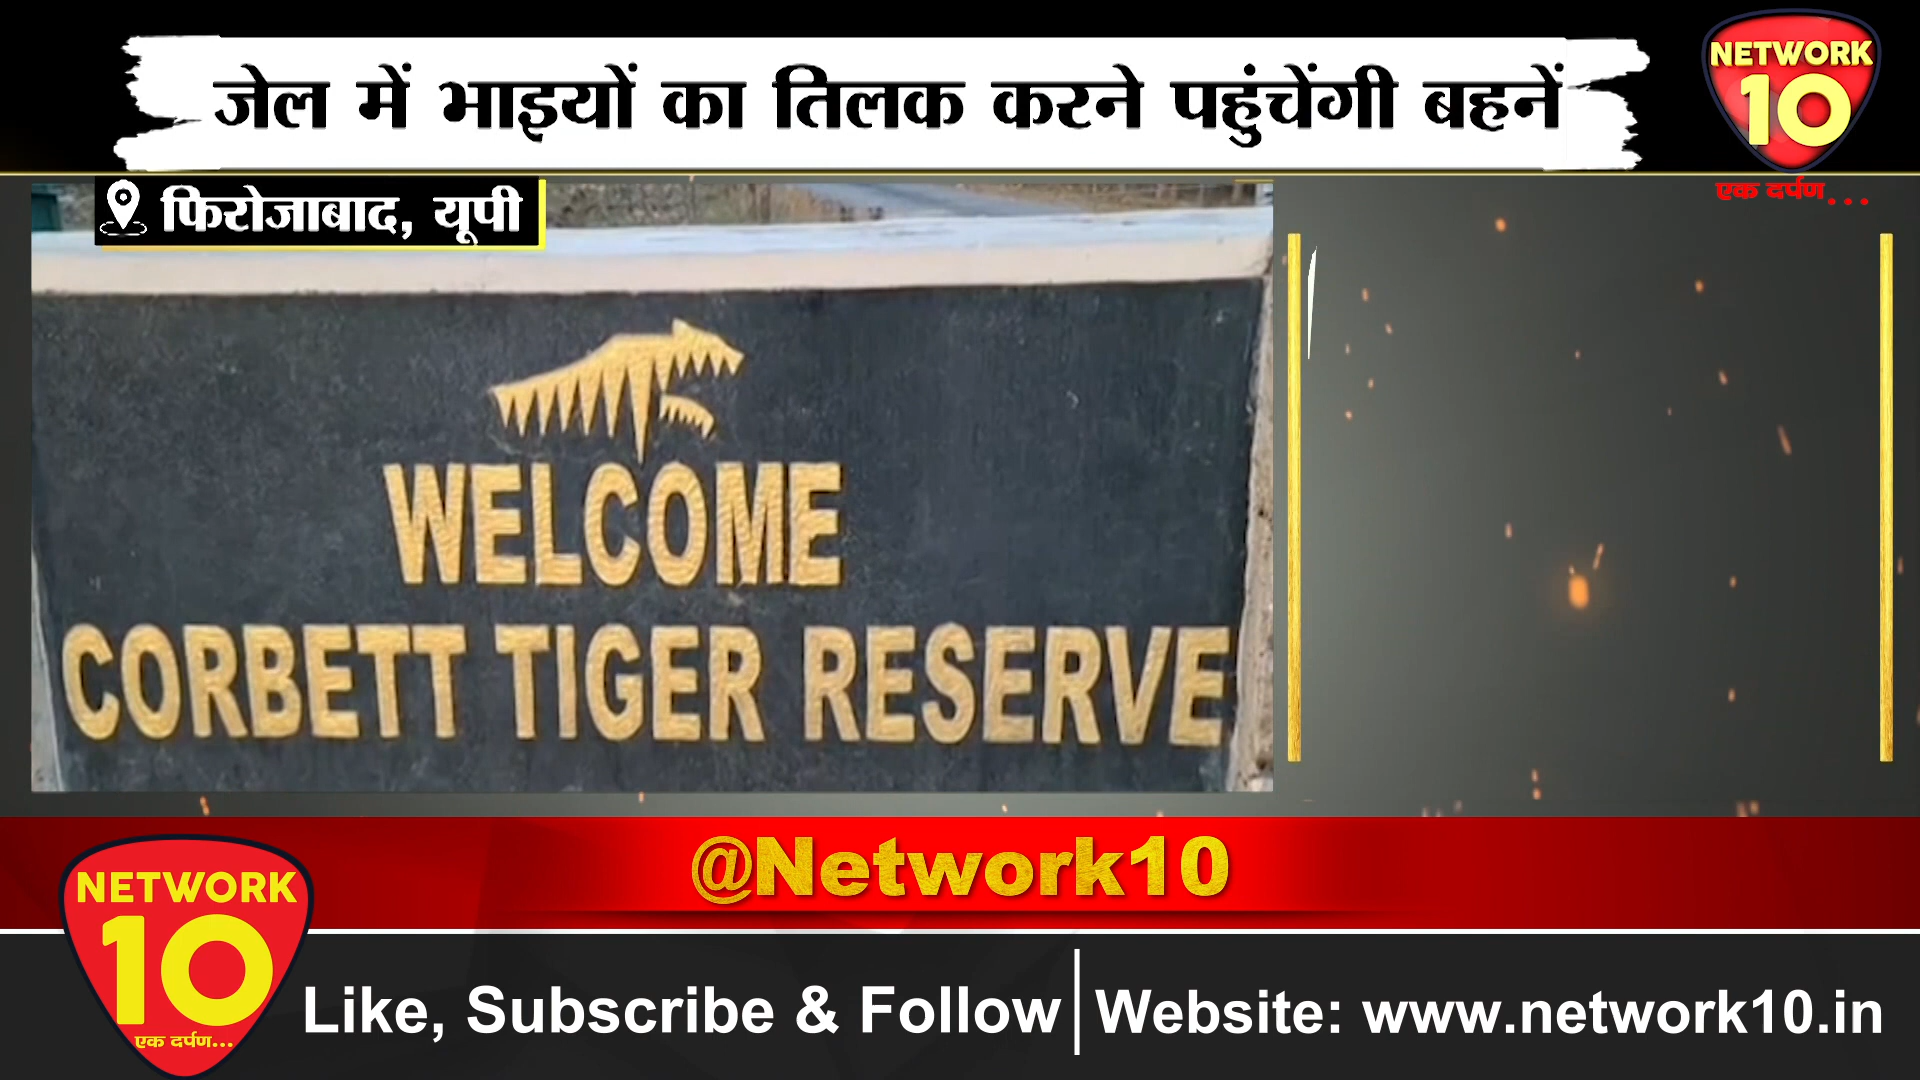 जेल में भाइयों का तिलक करने पहुंचेंगी बहनें
NETWORK
10
एक दर्पण...
फिरोजाबाद, यूपी
WELCOME
CORBETT TIGER RESERVE
@Network10
NETWORK
10
एक दर्पण...
Like, Subscribe & Follow
Website: www.network10.in